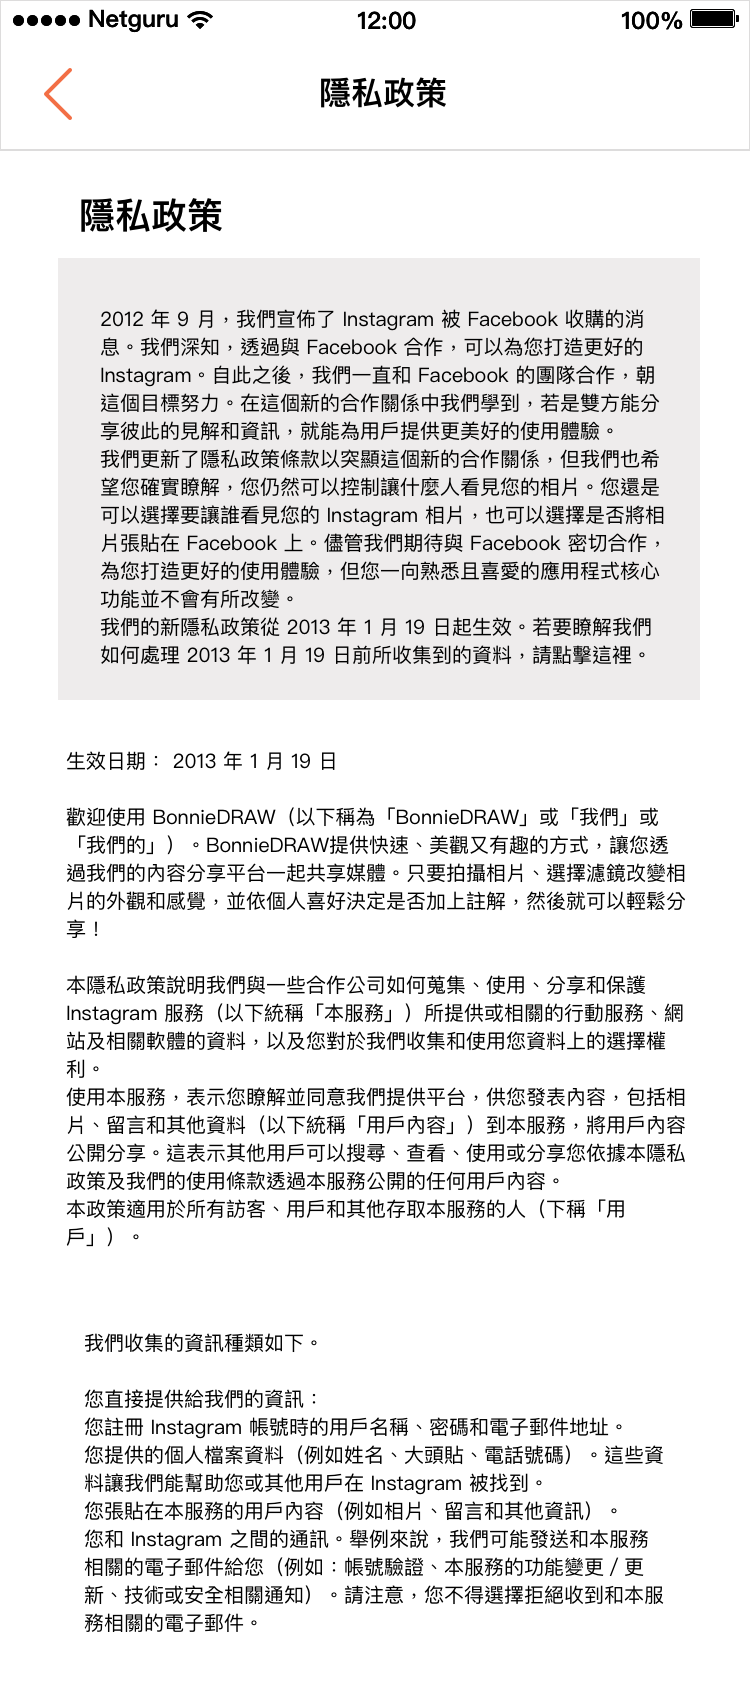 Netguru 12:00 100%
隱私政策
隱私政策
2012 年 9 月，我們宣佈了 Instagram 被 Facebook 收購的消
息。我們深知，透過與 Facebook 合作，可以為您打造更好的
Instagram。自此之後，我們一直和 Facebook 的團隊合作，朝
這個目標努力。在這個新的合作關係中我們學到，若是雙方能分
享彼此的見解和資訊，就能為用戶提供更美好的使用體驗。
我們更新了隱私政策條款以突顯這個新的合作關係，但我們也希
望您確實瞭解，您仍然可以控制讓什麼人看見您的相片。您還是
可以選擇要讓誰看見您的 Instagram 相片，也可以選擇是否將相
片張貼在 Facebook 上。儘管我們期待與 Facebook 密切合作，
為您打造更好的使用體驗，但您一向熟悉且喜愛的應用程式核心
功能並不會有所改變。
我們的新隱私政策從 2013 年 1 月 19 日起生效。若要瞭解我們
如何處理 2013 年 1 月 19 日前所收集到的資料，請點擊這裡。
生效日期： 2013 年 1 月 19 日
歡迎使用 BonnieDRAW（以下稱為「BonnieDRAW」或「我們」或
「我們的」）。BonnieDRAW提供快速、美觀又有趣的方式，讓您透
過我們的內容分享平台一起共享媒體。只要拍攝相片、選擇濾鏡改變相
片的外觀和感覺，並依個人喜好決定是否加上註解，然後就可以輕鬆分
享！
本隱私政策說明我們與一些合作公司如何蒐集、使用、分享和保護
Instagram 服務（以下統稱「本服務」）所提供或相關的行動服務、網
站及相關軟體的資料，以及您對於我們收集和使用您資料上的選擇權
利。
使用本服務，表示您瞭解並同意我們提供平台，供您發表內容，包括相
片、留言和其他資料（以下統稱「用戶內容」）到本服務，將用戶內容
公開分享。這表示其他用戶可以搜尋、查看、使用或分享您依據本隱私
政策及我們的使用條款透過本服務公開的任何用戶內容。
本政策適用於所有訪客、用戶和其他存取本服務的人（下稱「用
戶」）。
我們收集的資訊種類如下。
您直接提供給我們的資訊：
您註冊 Instagram 帳號時的用戶名稱、密碼和電子郵件地址。
您提供的個人檔案資料（例如姓名、大頭貼、電話號碼）。這些資
料讓我們能幫助您或其他用戶在 Instagram 被找到。
您張貼在本服務的用戶內容（例如相片、留言和其他資訊）。
您和 Instagram 之間的通訊。舉例來說，我們可能發送和本服務
相關的電子郵件給您（例如：帳號驗證、本服務的功能變更 / 更
新、技術或安全相關通知）。請注意，您不得選擇拒絕收到和本服
務相關的電子郵件。